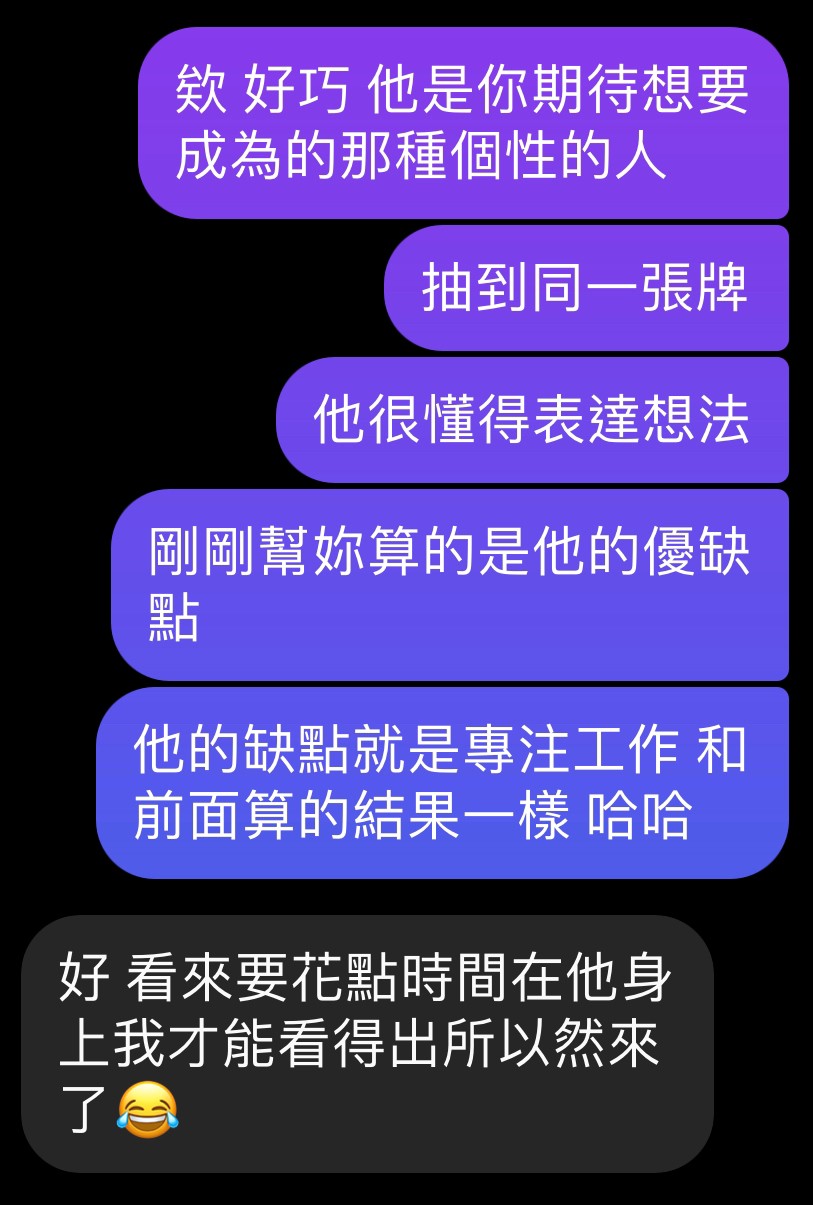 欸 好巧 他是你期待想要
成為的那種個性的人
抽到同一張牌
他很懂得表達想法
剛剛幫妳算的是他的優缺
點
他的缺點就是專注工作 和
前面算的結果一樣 哈哈
好 看來要花點時間在他身
上我才能看得出所以然來
了😂